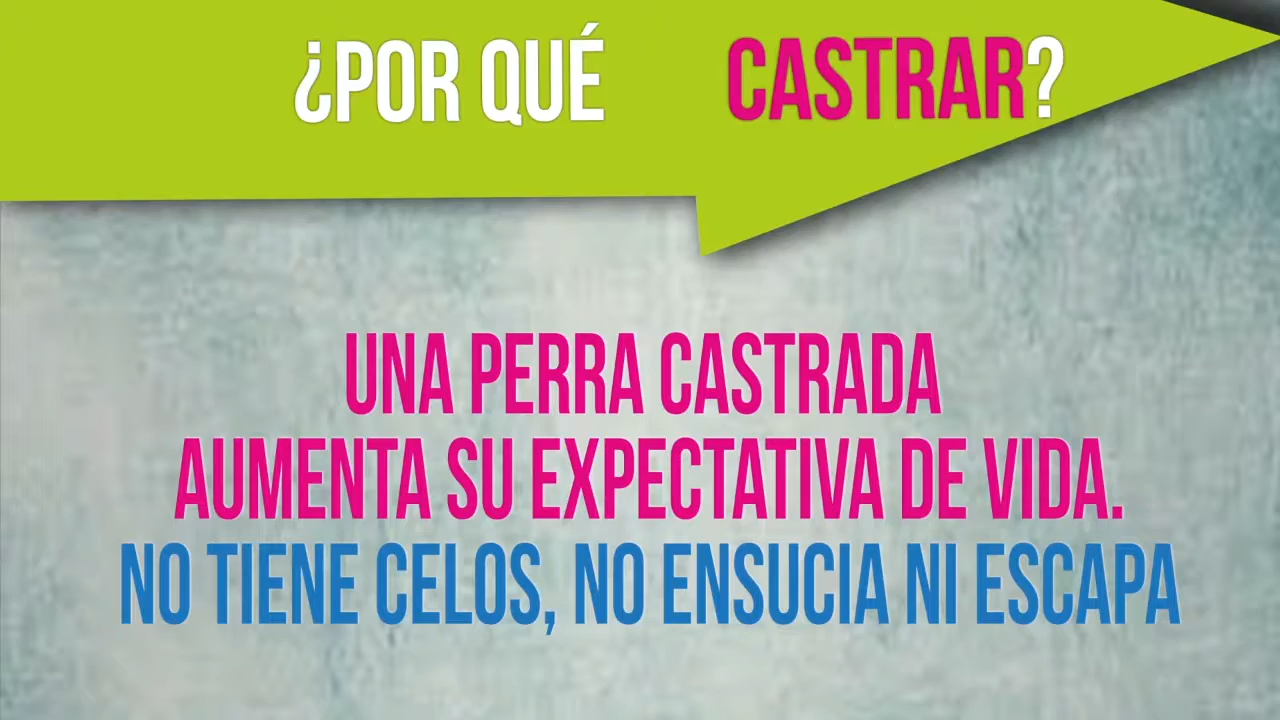 ¿POR QUÉ CASTRAR?
UNA PERRA CASTRADA
AUMENTA SU EXPECTATIVA DE VIDA.
NO TIENE CELOS, NO ENSUCIA NI ESCAPA